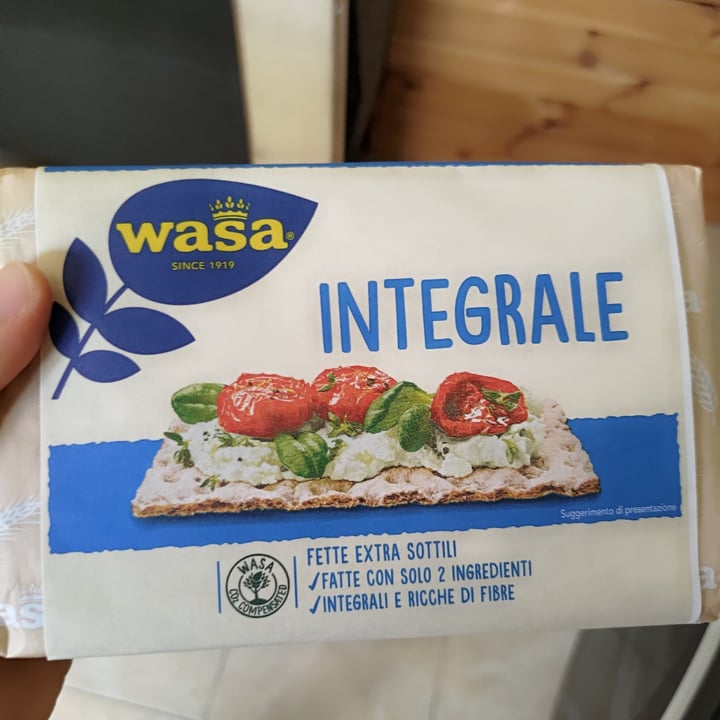 wasa®
SINCE 1919
INTEGRALE
Suggerimento di presentazione
WASA
CO2 COMPENSATED
FETTE EXTRA SOTTILI
✓FATTE CON SOLO 2 INGREDIENTI
✓INTEGRALI E RICCHE DI FIBRE